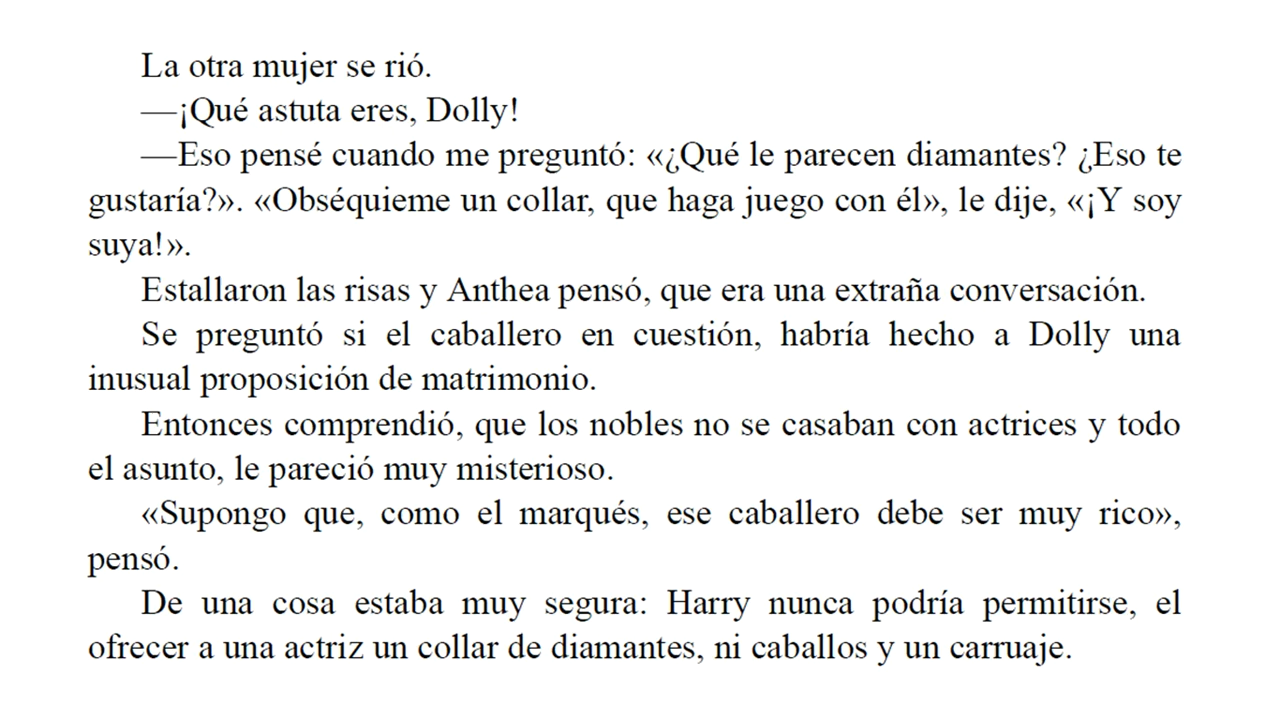 La otra mujer se rió.
—¡Qué astuta eres, Dolly!
—Eso pensé cuando me preguntó: «¿Qué le parecen diamantes? ¿Eso te
gustaría?». «Obséquieme un collar, que haga juego con él», le dije, «¡Y soy
suya!».
Estallaron las risas y Anthea pensó, que era una extraña conversación.
Se preguntó si el caballero en cuestión, habría hecho a Dolly una
inusual proposición de matrimonio.
Entonces comprendió, que los nobles no se casaban con actrices y todo
el asunto, le pareció muy misterioso.
«Supongo que, como el marqués, ese caballero debe ser muy rico»,
pensó.
De una cosa estaba muy segura: Harry nunca podría permitirse, el
ofrecer a una actriz un collar de diamantes, ni caballos y un carruaje.